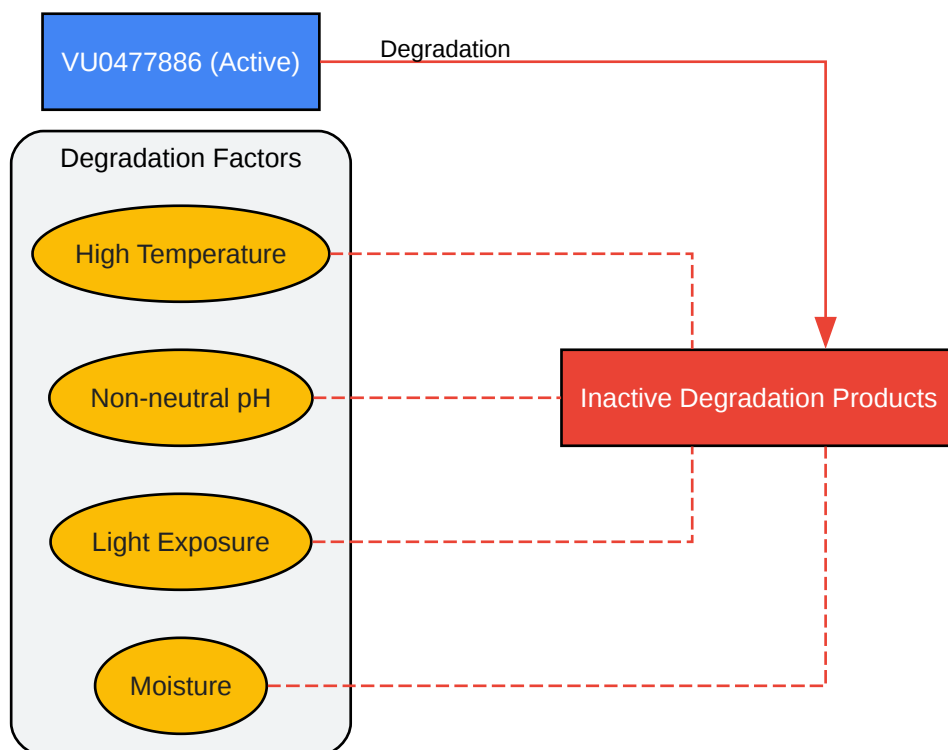 VU0477886 (Active)
Degradation
Degradation Factors
High Temperature
Non-neutral pH
Inactive Degradation Products
Light Exposure
Moisture